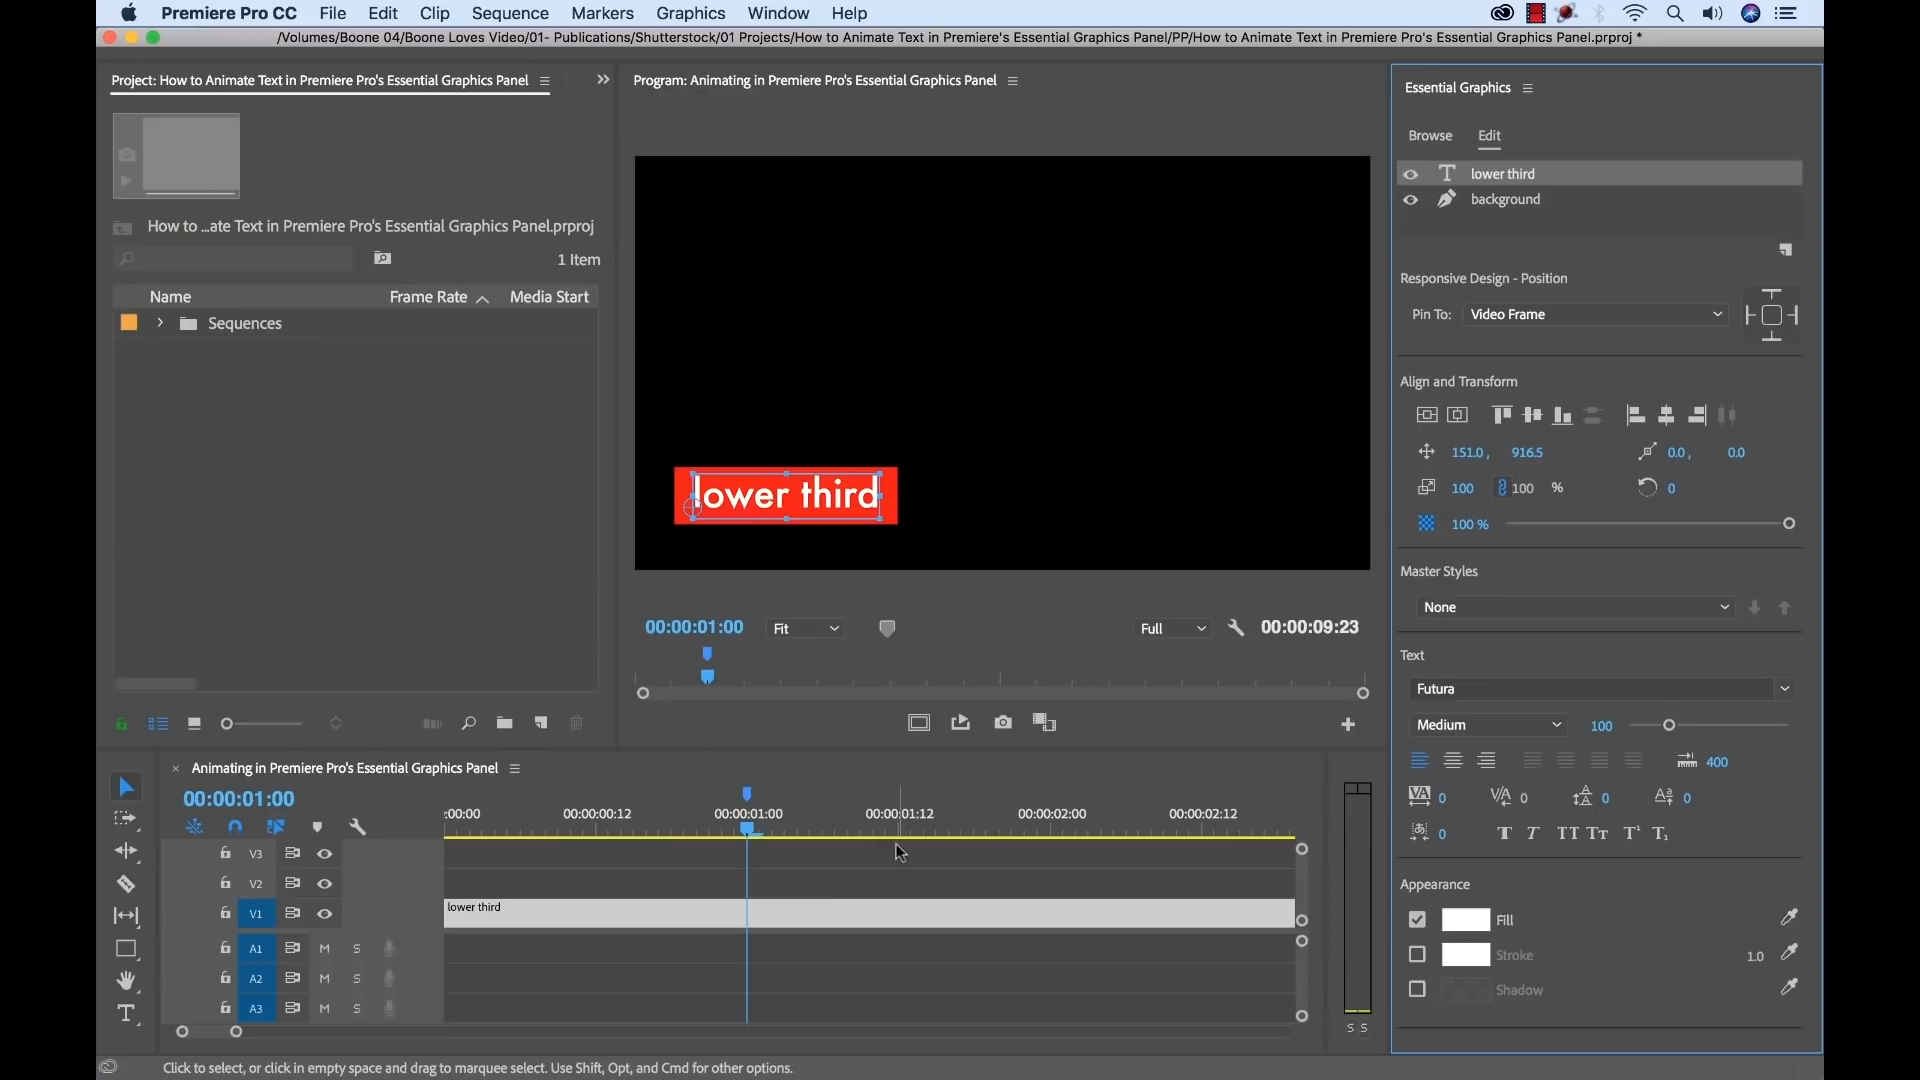 Premiere Pro CC File Edit Clip Sequence Markers Graphics Window Help
/Volumes/Boone 04/Boone Loves Video/01- Publications/Shutterstock/01 Projects/How to Animate Text in Premiere's Essential Graphics Panel/PP/How to Animate Text in Premiere Pro's Essential Graphics Panel.prproj *
Project: How to Animate Text in Premiere Pro's Essential Graphics Panel
How to ...ate Text in Premiere Pro's Essential Graphics Panel.prproj
1 Item
Name Frame Rate Media Start
Sequences
Program: Animating in Premiere Pro's Essential Graphics Panel
lower third
00:00:01:00 Fit Full 00:00:09:23
Essential Graphics
Browse Edit
lower third
background
Responsive Design - Position
Pin To: Video Frame
Align and Transform
151.0 , 916.5 0.0 , 0.0
100 100 % 0
100 %
Master Styles
None
Text
Futura
Medium 100
400
0 0 0 0
0 T T TT Tt T¹ T₁
Appearance
Fill
Stroke 1.0
Shadow
× Animating in Premiere Pro's Essential Graphics Panel
00:00:01:00
:00:00 00:00:00:12 00:00:01:00 00:00:01:12 00:00:02:00 00:00:02:12
V3
V2
V1 lower third
A1 M S
A2 M S
A3 M S
S S
Click to select, or click in empty space and drag to marquee select. Use Shift, Opt, and Cmd for other options.